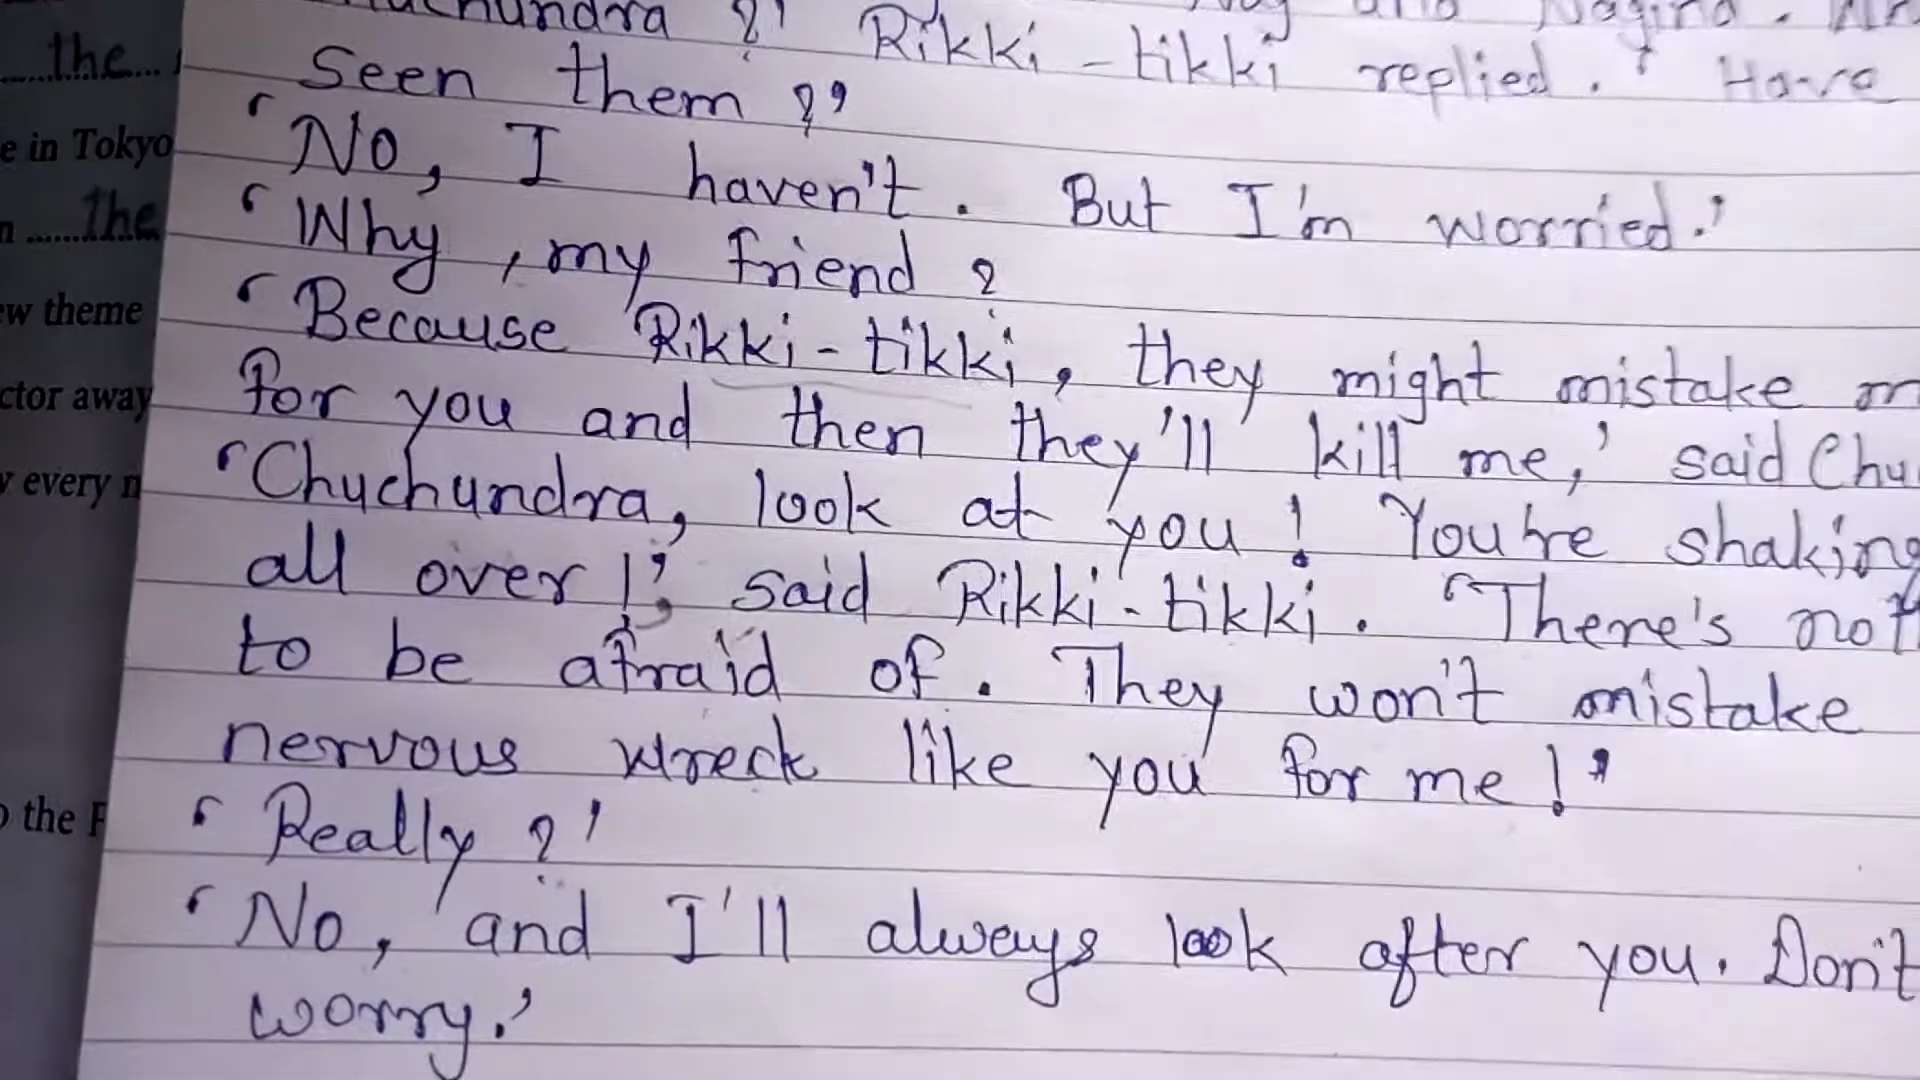 Rikki-tikki replied. 'Have
seen them?'
'No, I haven't. But I'm worried.'
'Why, my friend?
'Because Rikki-tikki, they might mistake
for you and then they'll kill me,' said
'Chuchundra, look at you! You're shaking
all over!', said Rikki-tikki. 'There's
to be afraid of. They won't mistake
nervous wreck like you for me!'
'Really?'
'No, and I'll always look after you. Don't
worry.'
the
e in Tokyo
the
theme
away
every
the